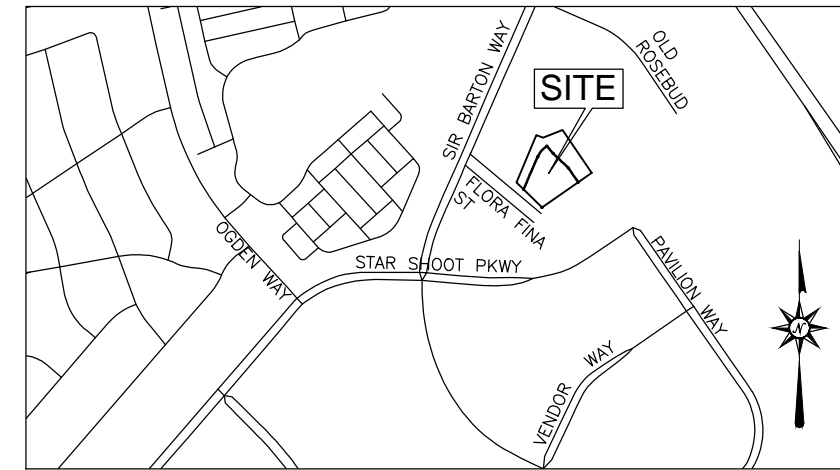 OLD
ROSEBUD
SIR BARTON WAY
SITE
FLORA FINA
ST
OGDEN WAY
STAR SHOOT PKWY
PAVILION WAY
N
VENDOR WAY